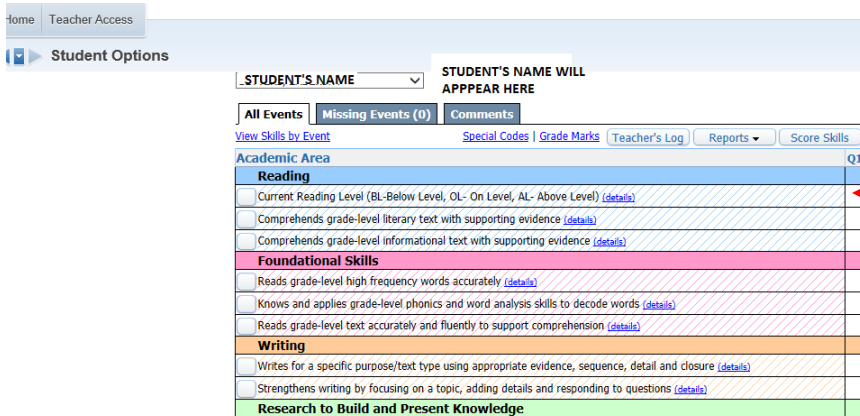 Home Teacher Access
Student Options
STUDENT'S NAME
STUDENT'S NAME WILL
APPPEAR HERE
All Events Missing Events (0) Comments
View Skills by Event Special Codes | Grade Marks Teacher's Log Reports Score Skills
Academic Area Q1
Reading
Current Reading Level (BL-Below Level, OL- On Level, AL- Above Level) (details)
Comprehends grade-level literary text with supporting evidence (details)
Comprehends grade-level informational text with supporting evidence (details)
Foundational Skills
Reads grade-level high frequency words accurately (details)
Knows and applies grade-level phonics and word analysis skills to decode words (details)
Reads grade-level text accurately and fluently to support comprehension (details)
Writing
Writes for a specific purpose/text type using appropriate evidence, sequence, detail and closure (details)
Strengthens writing by focusing on a topic, adding details and responding to questions (details)
Research to Build and Present Knowledge